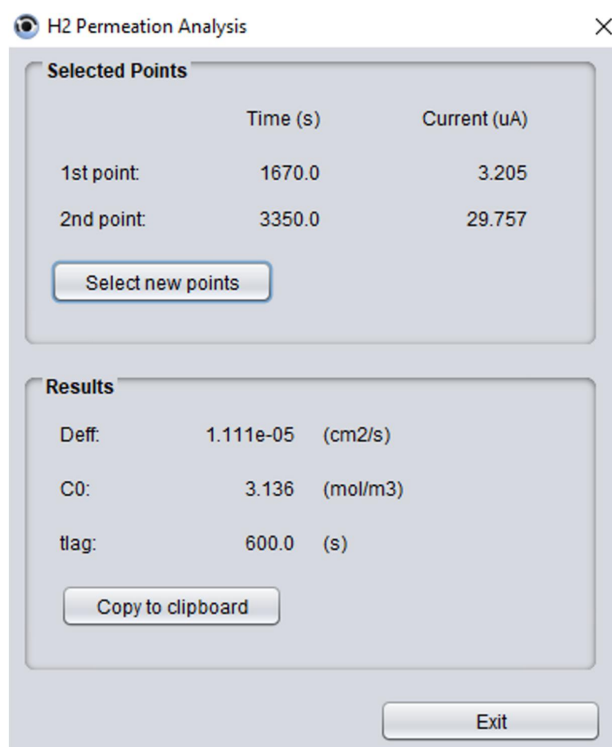 H2 Permeation Analysis
Selected Points
Time (s) Current (uA)
1st point: 1670.0 3.205
2nd point: 3350.0 29.757
Select new points
Results
Deff: 1.111e-05 (cm2/s)
C0: 3.136 (mol/m3)
tlag: 600.0 (s)
Copy to clipboard
Exit